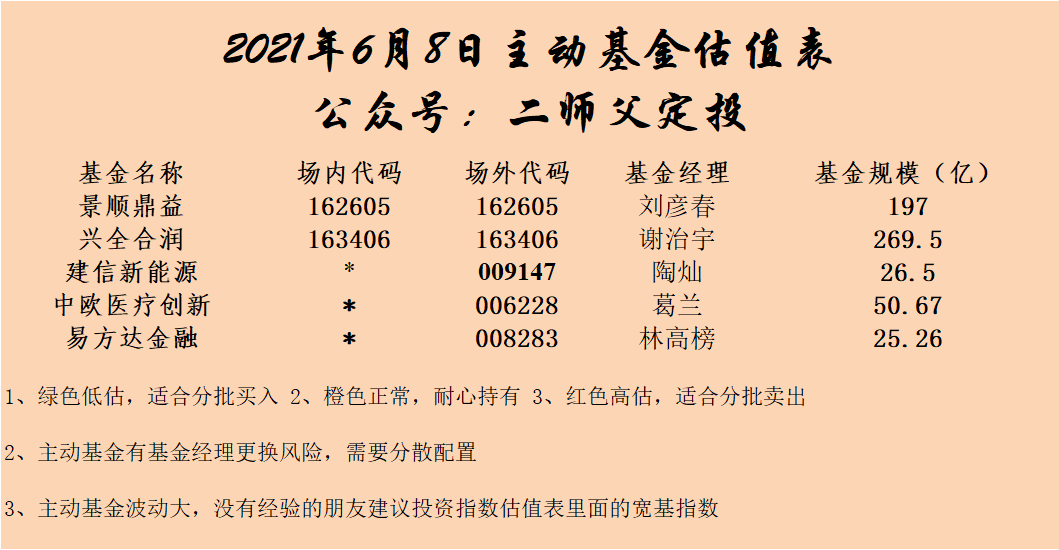 2021年6月8日主动基金估值表
公众号：二师父定投
基金名称 场内代码 场外代码 基金经理 基金规模（亿）
景顺鼎益 162605 162605 刘彦春 197
兴全合润 163406 163406 谢治宇 269.5
建信新能源 * 009147 陶灿 26.5
中欧医疗创新 * 006228 葛兰 50.67
易方达金融 * 008283 林高榜 25.26
1、绿色低估，适合分批买入 2、橙色正常，耐心持有 3、红色高估，适合分批卖出
2、主动基金有基金经理更换风险，需要分散配置
3、主动基金波动大，没有经验的朋友建议投资指数估值表里面的宽基指数